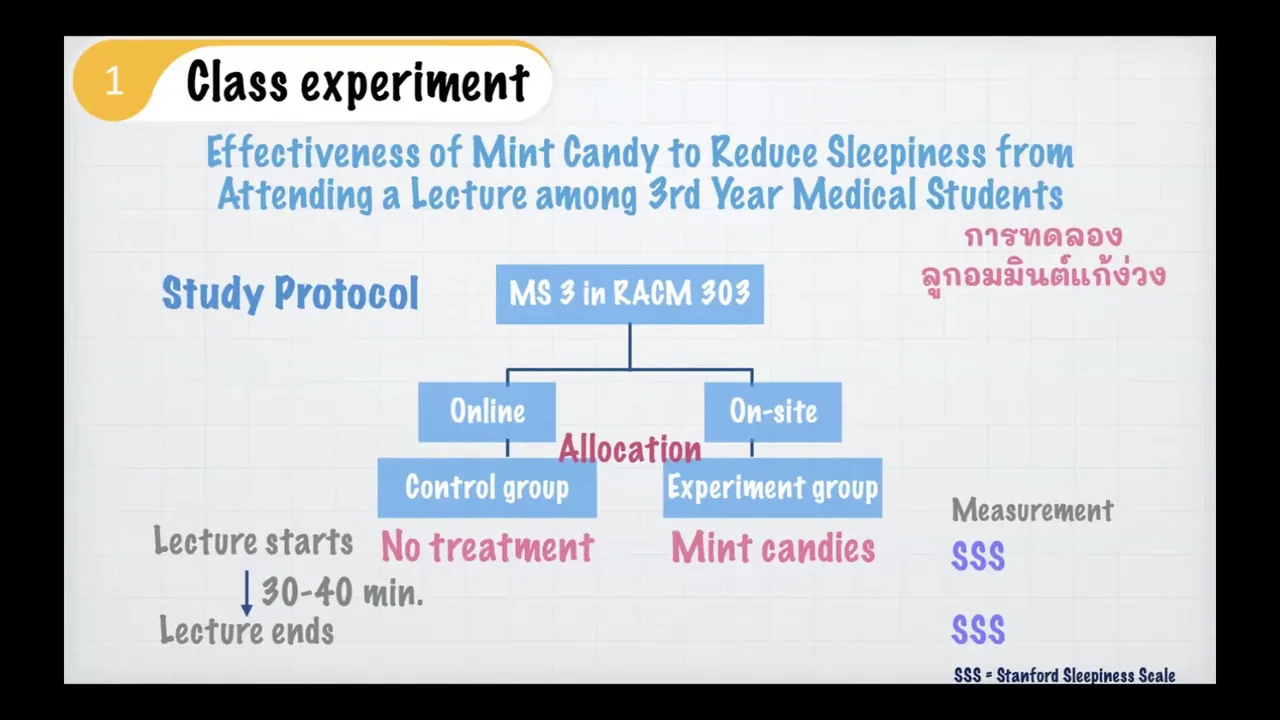 1
Class experiment
Effectiveness of Mint Candy to Reduce Sleepiness from
Attending a Lecture among 3rd Year Medical Students
การทดลอง
ลูกอมมินต์แก้ง่วง
Study Protocol
MS 3 in RACM 303
Online
On-site
Allocation
Control group
Experiment group
No treatment
Mint candies
Lecture starts
30-40 min.
Lecture ends
Measurement
SSS
SSS
SSS = Stanford Sleepiness Scale